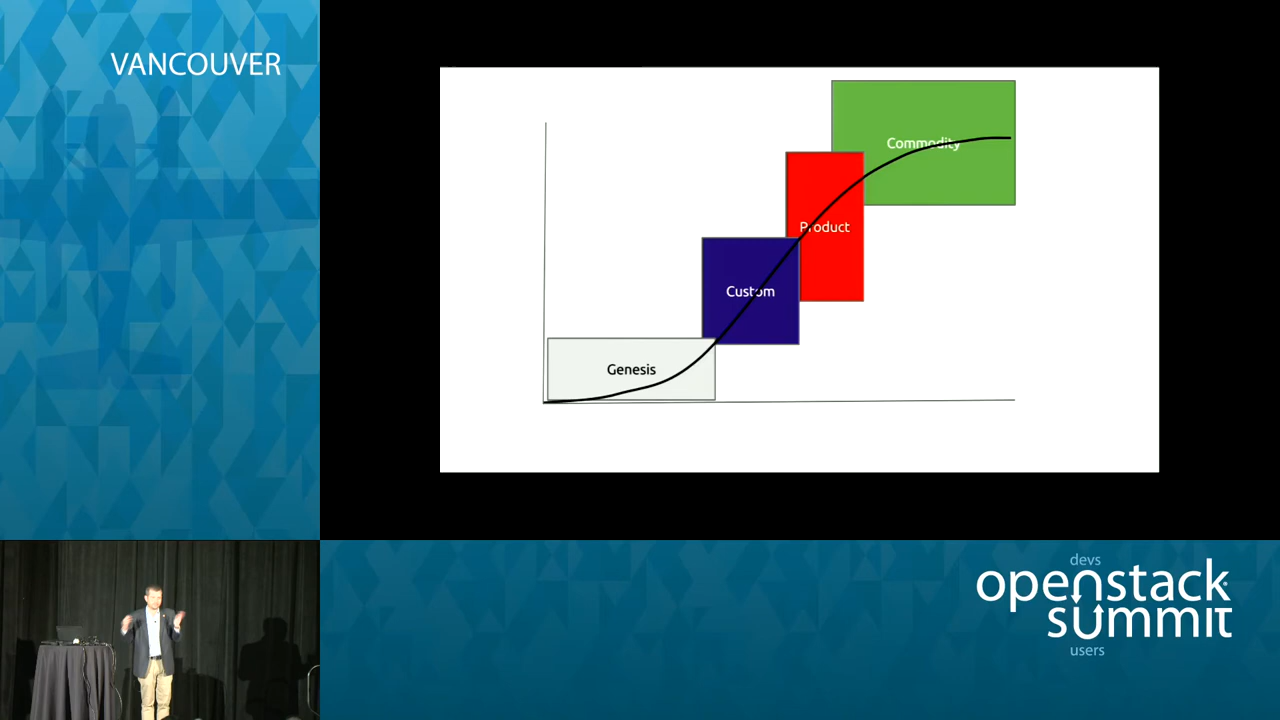 VANCOUVER
Commodity
Product
Custom
Genesis
devs
openstack
summit
users